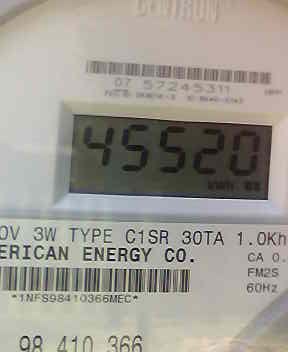 CENTRON
07 57245311
45520
0V 3W TYPE C1SR 30TA 1.0Kh
ERICAN ENERGY CO. CA 0.
FM2S
*1NFS98410366MEC* 60Hz
98 410 366